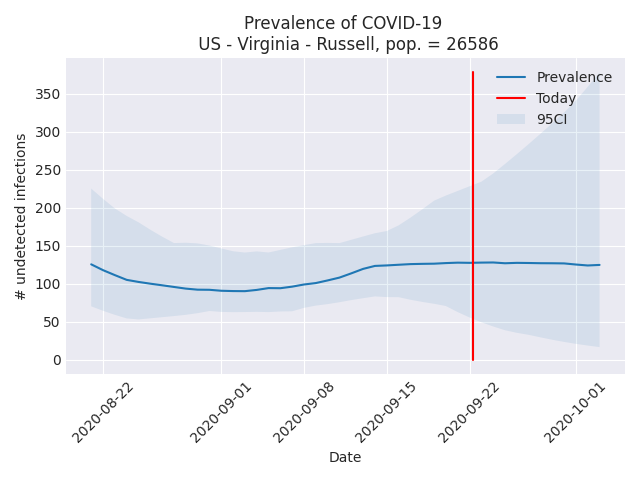 Prevalence of COVID-19
US - Virginia - Russell, pop. = 26586
Prevalence
Today
95CI
# undetected infections
350
300
250
200
150
100
50
0
2020-08-22
2020-09-01
2020-09-08
2020-09-15
2020-09-22
2020-10-01
Date